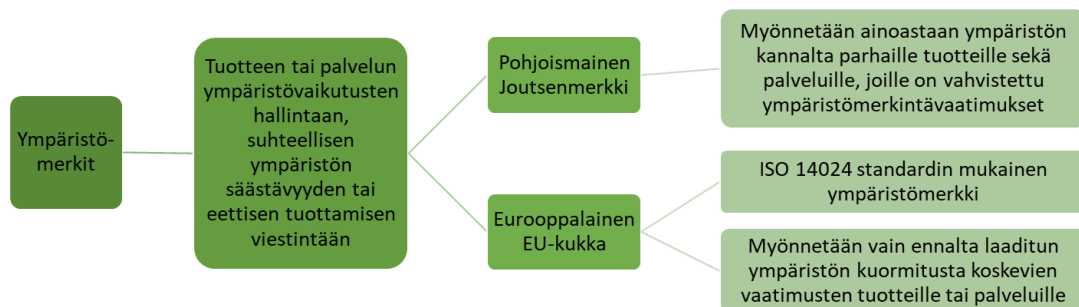 Ympäristö-
merkit
Tuotteen tai palvelun
ympäristövaikutusten
hallintaan,
suhteellisen
ympäristön
säästävyyden tai
eettisen tuottamisen
viestintään
Pohjoismainen
Joutsenmerkki
Myönnetään ainoastaan ympäristön
kannalta parhaille tuotteille sekä
palveluille, joille on vahvistettu
ympäristömerkintävaatimukset
Eurooppalainen
EU-kukka
ISO 14024 standardin mukainen
ympäristömerkki
Myönnetään vain ennalta laaditun
ympäristön kuormitusta koskevien
vaatimusten tuotteille tai palveluille